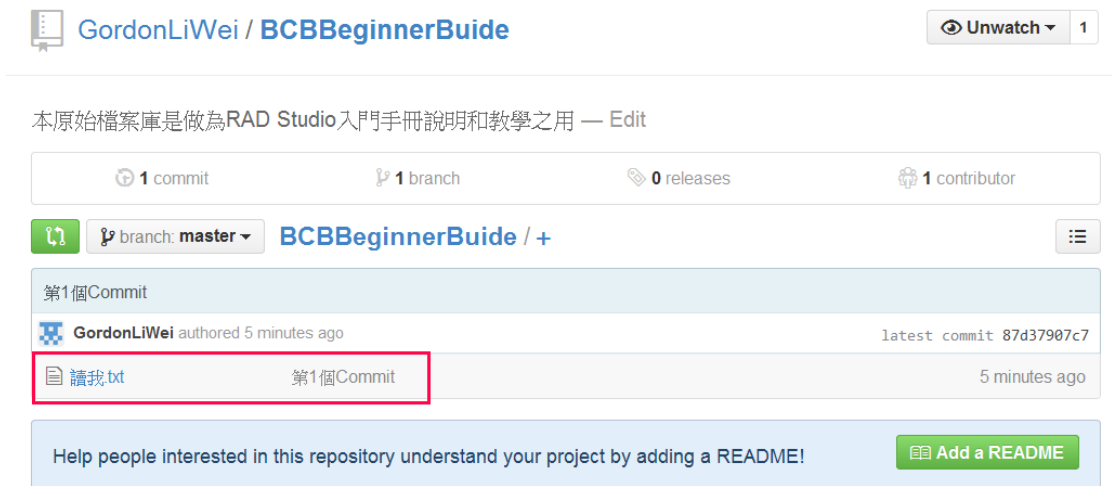 GordonLiWei / BCBBeginnerBuide
Unwatch 1
本原始檔案庫是做為RAD Studio入門手冊說明和教學之用 — Edit
1 commit 1 branch 0 releases 1 contributor
branch: master BCBBeginnerBuide / +
第1個Commit
GordonLiWei authored 5 minutes ago latest commit 87d37907c7
讀我.txt 第1個Commit 5 minutes ago
Help people interested in this repository understand your project by adding a README! Add a README